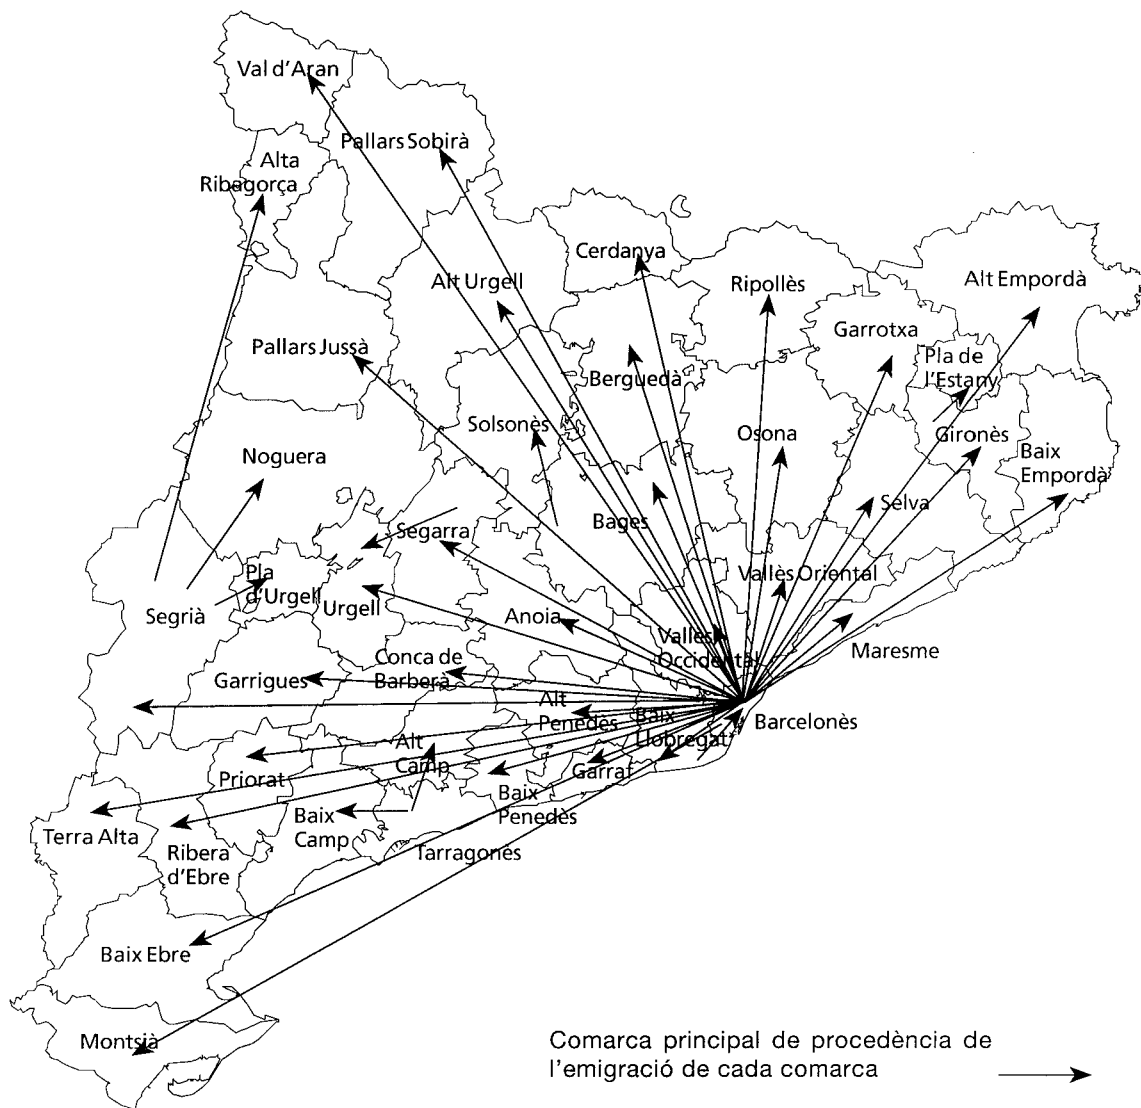 Val d'Aran
Pallars Sobirà
Alta
Ribagorça
Cerdanya
Ripollès
Alt Empordà
Alt Urgell
Garrotxa
Pallars Jussà
Pla de
l'Estany
Berguedà
Solsonès
Osona
Gironès
Baix
Empordà
Noguera
Selva
Bages
Segarra
Pla
d'Urgell
Urgell
Vallès Oriental
Segrià
Anoia
Vallès
Occidental
Maresme
Conca de
Barberà
Garrigues
Alt
Penedès
Baix
Llobregat
Barcelonès
Alt
Camp
Priorat
Garraf
Baix
Penedès
Baix
Camp
Terra Alta
Ribera
d'Ebre
Tarragonés
Baix Ebre
Montsià
Comarca principal de procedència de
l'emigració de cada comarca